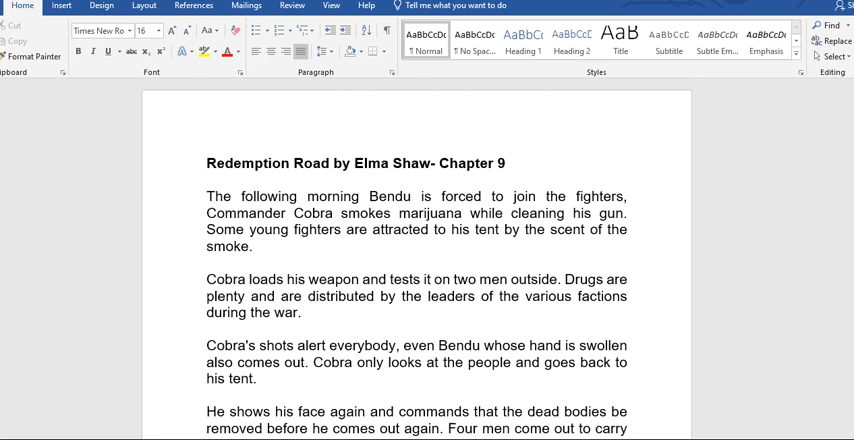 Home Insert Design Layout References Mailings Review View Help Tell me what you want to do
Cut
Copy
Format Painter
Times New Ro 16 Aa
B I U abc x₂ x² A A
AaBbCcDc AaBbCcDc AaBbCc AaBbCcD AaB AaBbCcD AaBbCcDc AaBbCcDc
¶ Normal ¶ No Spac... Heading 1 Heading 2 Title Subtitle Subtle Em... Emphasis
Find
Replace
Select
ipboard Font Paragraph Styles Editing
Redemption Road by Elma Shaw- Chapter 9
The following morning Bendu is forced to join the fighters,
Commander Cobra smokes marijuana while cleaning his gun.
Some young fighters are attracted to his tent by the scent of the
smoke.
Cobra loads his weapon and tests it on two men outside. Drugs are
plenty and are distributed by the leaders of the various factions
during the war.
Cobra's shots alert everybody, even Bendu whose hand is swollen
also comes out. Cobra only looks at the people and goes back to
his tent.
He shows his face again and commands that the dead bodies be
removed before he comes out again. Four men come out to carry